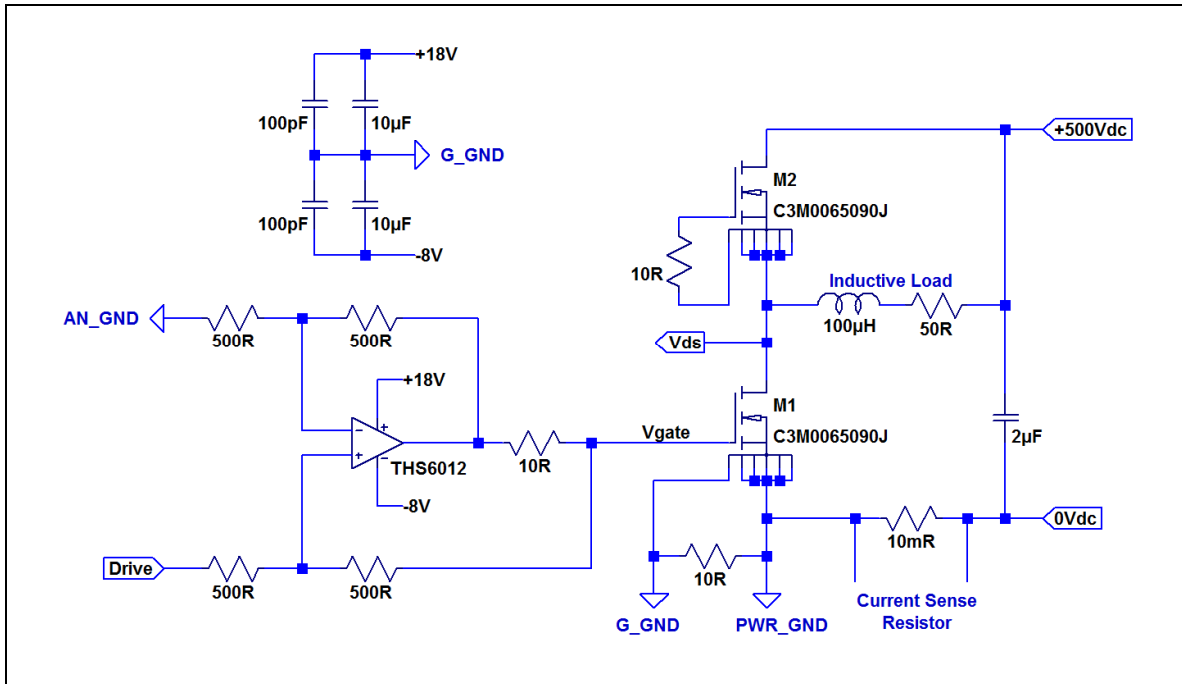 +18V
100pF
10µF
G_GND
100pF
10µF
-8V
+500Vdc
M2
C3M0065090J
10R
Inductive Load
100µH
50R
AN_GND
500R
500R
Vds
+18V
-
+
+
-
THS6012
-8V
10R
Vgate
M1
C3M0065090J
2µF
0Vdc
10mR
Drive
500R
500R
10R
G_GND
PWR_GND
Current Sense
Resistor